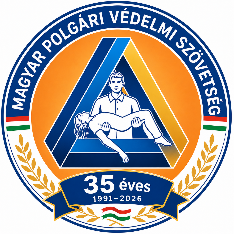 MAGYAR POLGÁRI VÉDELMI SZÖVETSÉG
35 éves
1991-2026